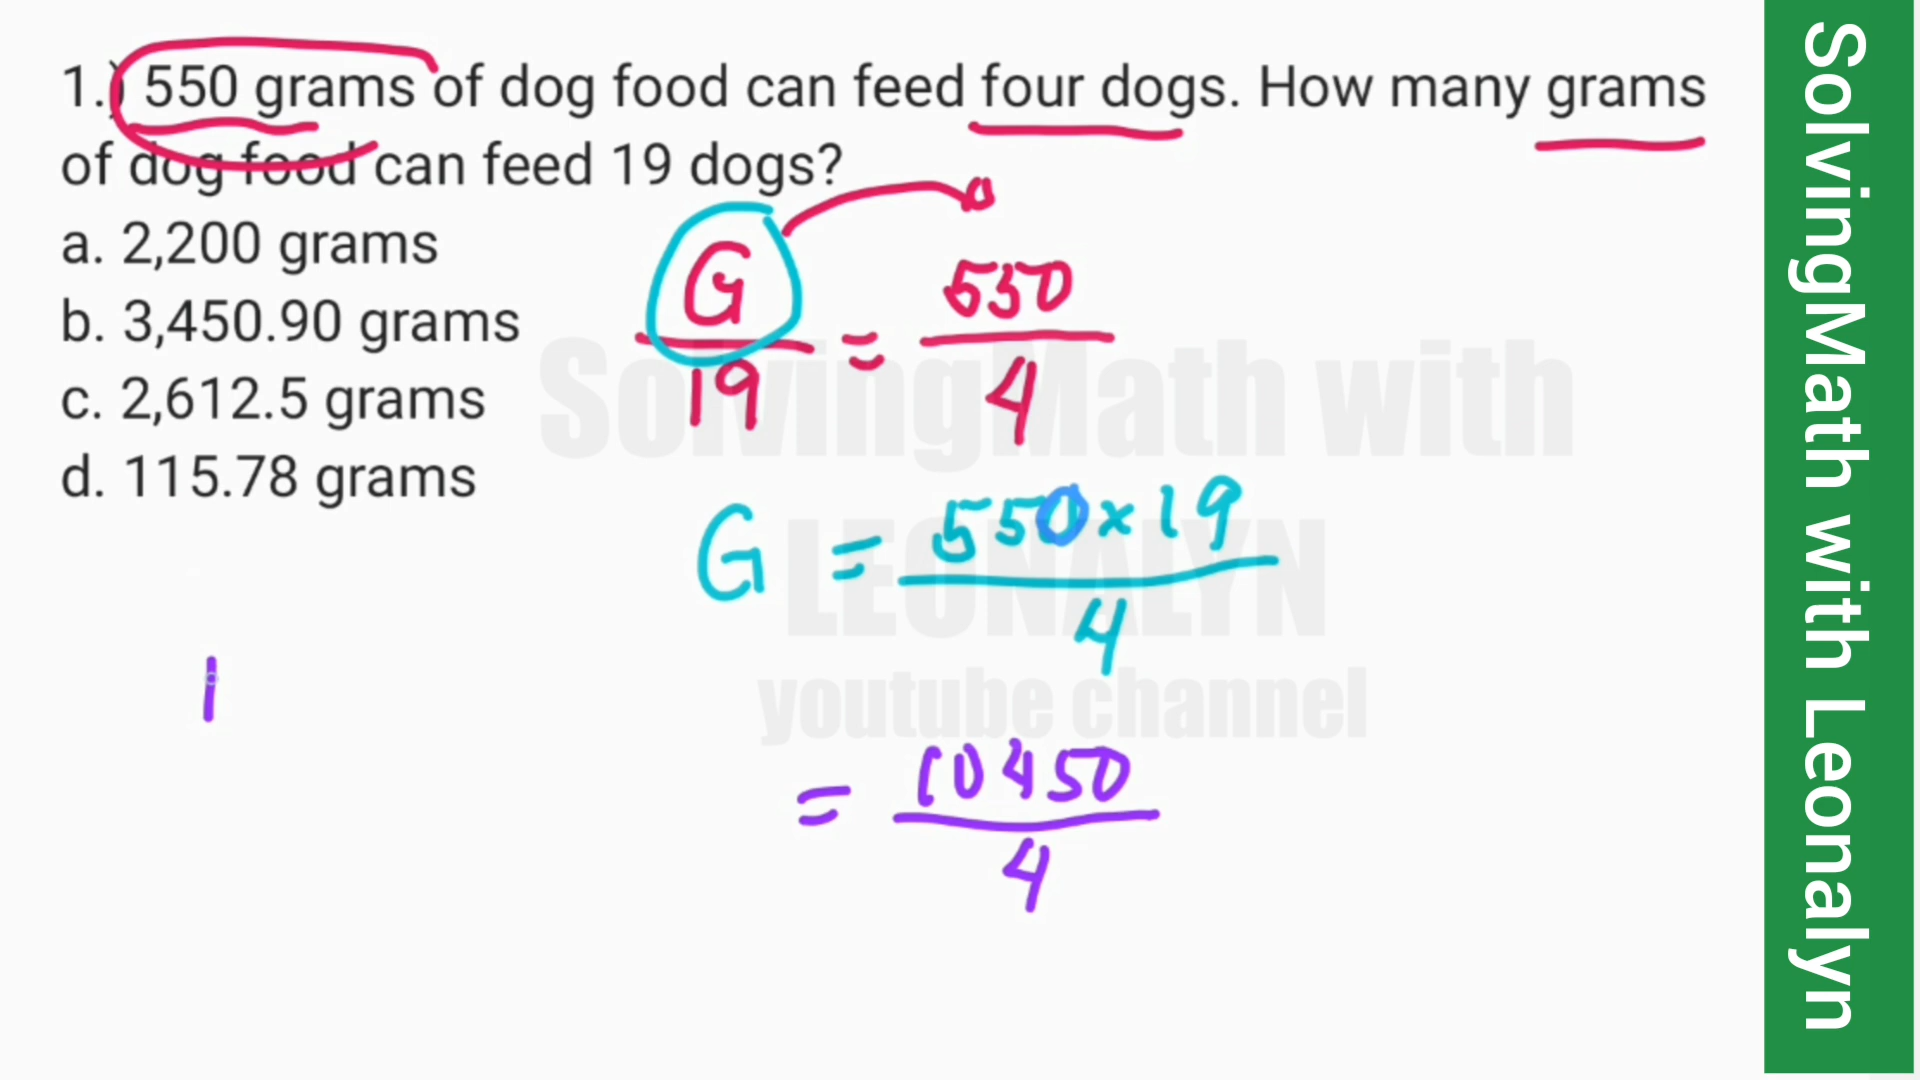 1.) 550 grams of dog food can feed four dogs. How many grams
of dog food can feed 19 dogs?
a. 2,200 grams
b. 3,450.90 grams
c. 2,612.5 grams
d. 115.78 grams
G/19 = 550/4
G = 550 x 19/4
= 10450/4
1
SolvingMath with
LEONALYN
youtube channel
SolvingMath with Leonalyn